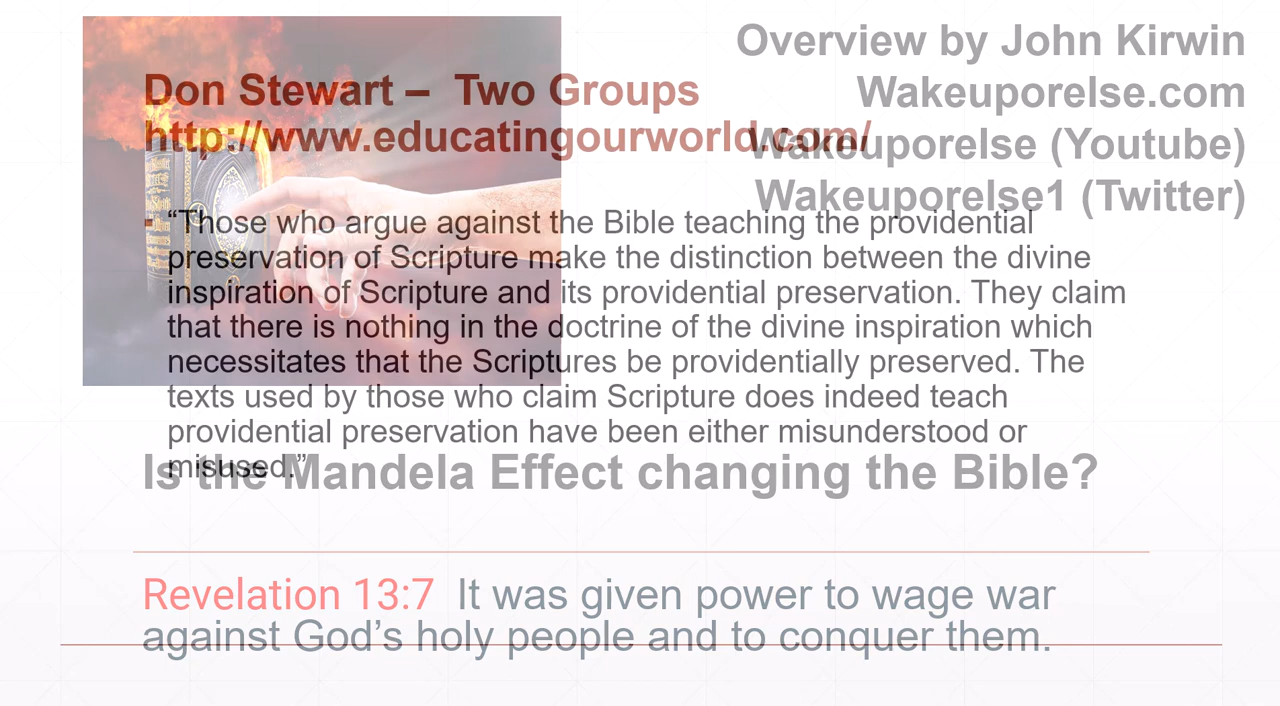 Overview by John Kirwin
Wakeuporelse.com
Wakeuporelse (Youtube)
Wakeuporelse1 (Twitter)
Don Stewart – Two Groups
http://www.educatingourworld.com/
- “Those who argue against the Bible teaching the providential
preservation of Scripture make the distinction between the divine
inspiration of Scripture and its providential preservation. They claim
that there is nothing in the doctrine of the divine inspiration which
necessitates that the Scriptures be providentially preserved. The
texts used by those who claim Scripture does indeed teach
providential preservation have been either misunderstood or
misused.”
Is the Mandela Effect changing the Bible?
Revelation 13:7 It was given power to wage war
against God’s holy people and to conquer them.